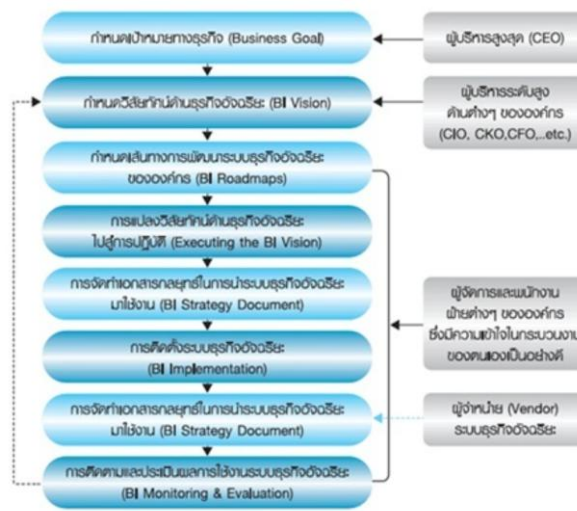 กำหนดเป้าหมายทางธุรกิจ (Business Goal)
ผู้บริหารสูงสุด (CEO)
กำหนดวิสัยทัศน์ด้านธุรกิจอัจฉริยะ (BI Vision)
ผู้บริหารระดับสูง
ด้านต่างๆ ขององค์กร
(CIO, CKO,CFO,..etc.)
กำหนดเส้นทางการพัฒนาระบบธุรกิจอัจฉริยะ
ขององค์กร (BI Roadmaps)
การแปลงวิสัยทัศน์ด้านธุรกิจอัจฉริยะ
ไปสู่การปฏิบัติ (Executing the BI Vision)
การจัดทำเอกสารกลยุทธ์ในการนำระบบธุรกิจอัจฉริยะ
มาใช้งาน (BI Strategy Document)
ผู้จัดการและพนักงาน
ฝ่ายต่างๆ ขององค์กร
ซึ่งมีความเข้าใจในกระบวนงาน
ของตนเองเป็นอย่างดี
การติดตั้งระบบธุรกิจอัจฉริยะ
(BI Implementation)
การจัดทำเอกสารกลยุทธ์ในการนำระบบธุรกิจอัจฉริยะ
มาใช้งาน (BI Strategy Document)
ผู้จำหน่าย (Vendor)
ระบบธุรกิจอัจฉริยะ
การติดตามและประเมินผลการใช้งานระบบธุรกิจอัจฉริยะ
(BI Monitoring & Evaluation)